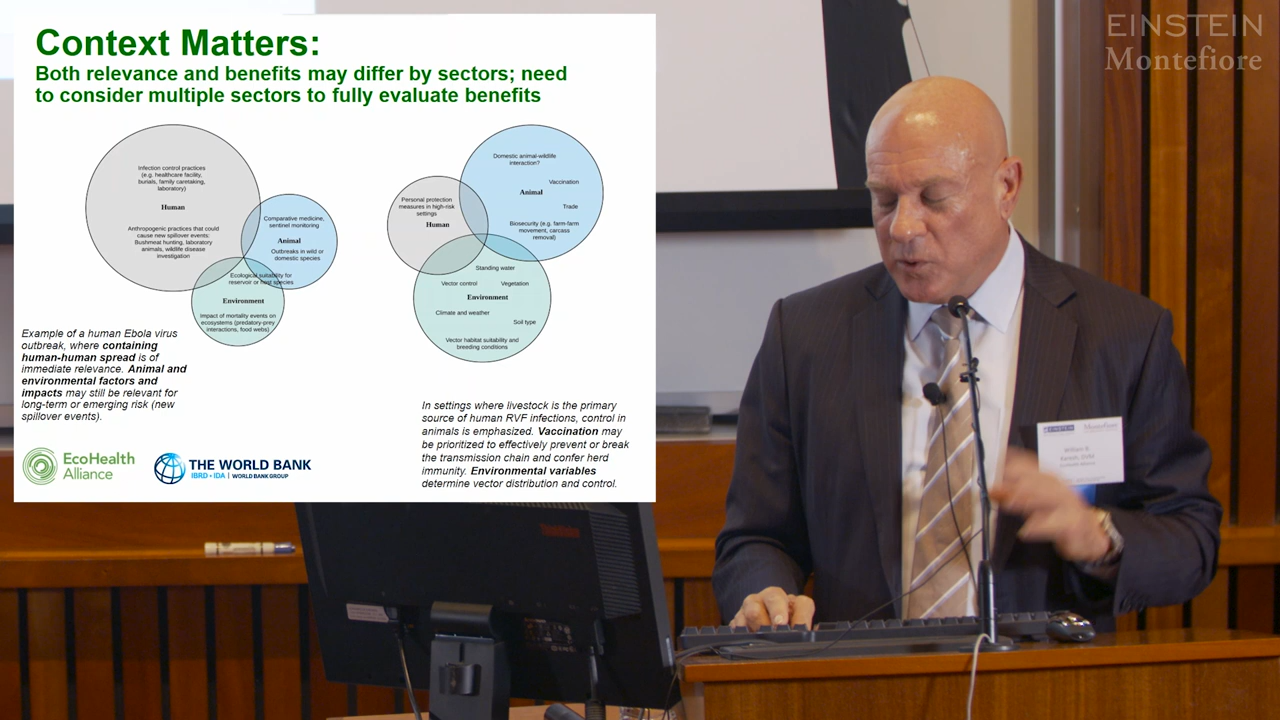 Context Matters:
Both relevance and benefits may differ by sectors; need
to consider multiple sectors to fully evaluate benefits
Infection control practices
(e.g. healthcare facility,
burials, family caretaking,
laboratory)
Human
Anthropogenic practices that could
cause new spillover events:
Bushmeat hunting, laboratory
animals, wildlife disease
investigation
Comparative medicine,
sentinel monitoring
Animal
Outbreaks in wild or
domestic species
Ecological suitability for
reservoir or host species
Environment
Impact of mortality events on
ecosystems (predatory-prey
interactions, food webs)
Example of a human Ebola virus
outbreak, where containing
human-human spread is of
immediate relevance. Animal and
environmental factors and
impacts may still be relevant for
long-term or emerging risk (new
spillover events).
Domestic animal-wildlife
interaction?
Vaccination
Animal
Trade
Biosecurity (e.g. farm-farm
movement, carcass
removal)
Personal protection
measures in high-risk
settings
Human
Standing water
Vector control
Vegetation
Environment
Climate and weather
Soil type
Vector habitat suitability and
breeding conditions
In settings where livestock is the primary
source of human RVF infections, control in
animals is emphasized. Vaccination may
be prioritized to effectively prevent or break
the transmission chain and confer herd
immunity. Environmental variables
determine vector distribution and control.
EcoHealth
Alliance
THE WORLD BANK
IBRD • IDA | WORLD BANK GROUP
EINSTEIN
Montefiore
EINSTEIN
Montefiore
William B.
Karesh, DVM